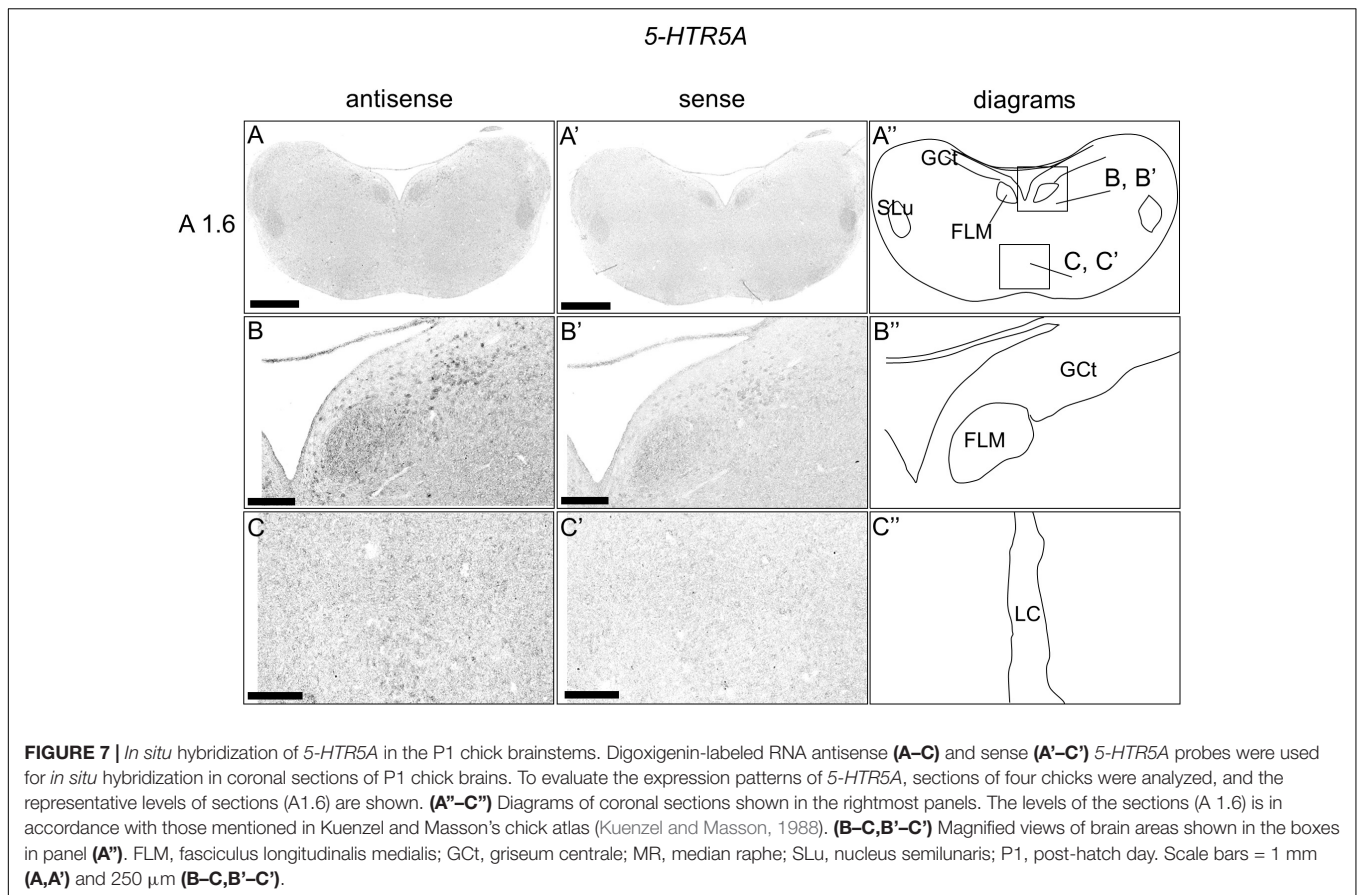 5-HTR5A
antisense sense diagrams
A A' A"
GCt
B, B'
A 1.6
SLu
FLM
C, C'
B B' B"
GCt
FLM
C C' C"
LC
FIGURE 7 | In situ hybridization of 5-HTR5A in the P1 chick brainstems. Digoxigenin-labeled RNA antisense (A–C) and sense (A'–C') 5-HTR5A probes were used
for in situ hybridization in coronal sections of P1 chick brains. To evaluate the expression patterns of 5-HTR5A, sections of four chicks were analyzed, and the
representative levels of sections (A1.6) are shown. (A"–C") Diagrams of coronal sections shown in the rightmost panels. The levels of the sections (A 1.6) is in
accordance with those mentioned in Kuenzel and Masson's chick atlas (Kuenzel and Masson, 1988). (B–C,B'–C') Magnified views of brain areas shown in the boxes
in panel (A"). FLM, fasciculus longitudinalis medialis; GCt, griseum centrale; MR, median raphe; SLu, nucleus semilunaris; P1, post-hatch day. Scale bars = 1 mm
(A,A') and 250 μm (B–C,B'–C').